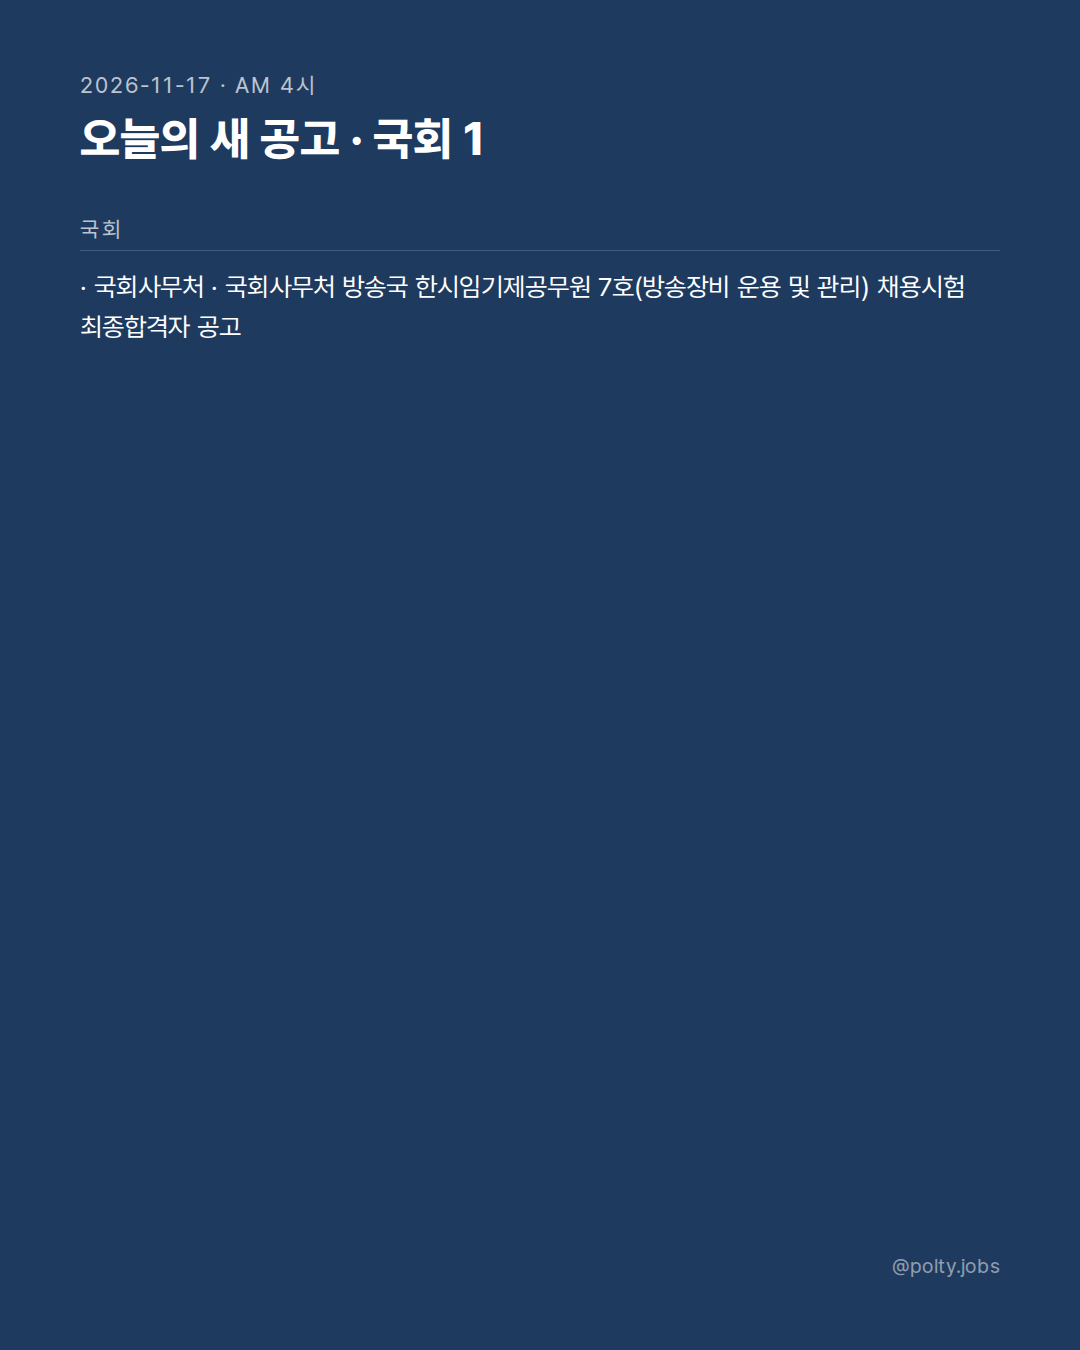 2026-11-17 · AM 4시
오늘의 새 공고 · 국회 1
국회
· 국회사무처 · 국회사무처 방송국 한시임기제공무원 7호(방송장비 운용 및 관리) 채용시험
최종합격자 공고
@polty.jobs